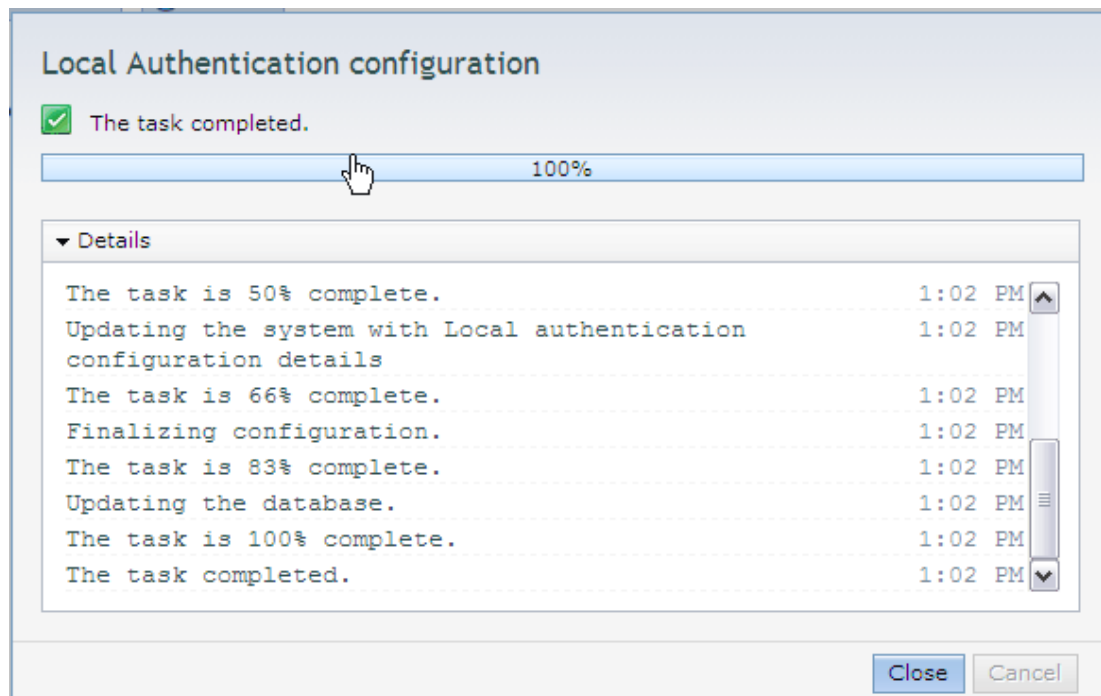 Local Authentication configuration
The task completed.
100%
Details
The task is 50% complete. 1:02 PM
Updating the system with Local authentication 1:02 PM
configuration details
The task is 66% complete. 1:02 PM
Finalizing configuration. 1:02 PM
The task is 83% complete. 1:02 PM
Updating the database. 1:02 PM
The task is 100% complete. 1:02 PM
The task completed. 1:02 PM
Close Cancel